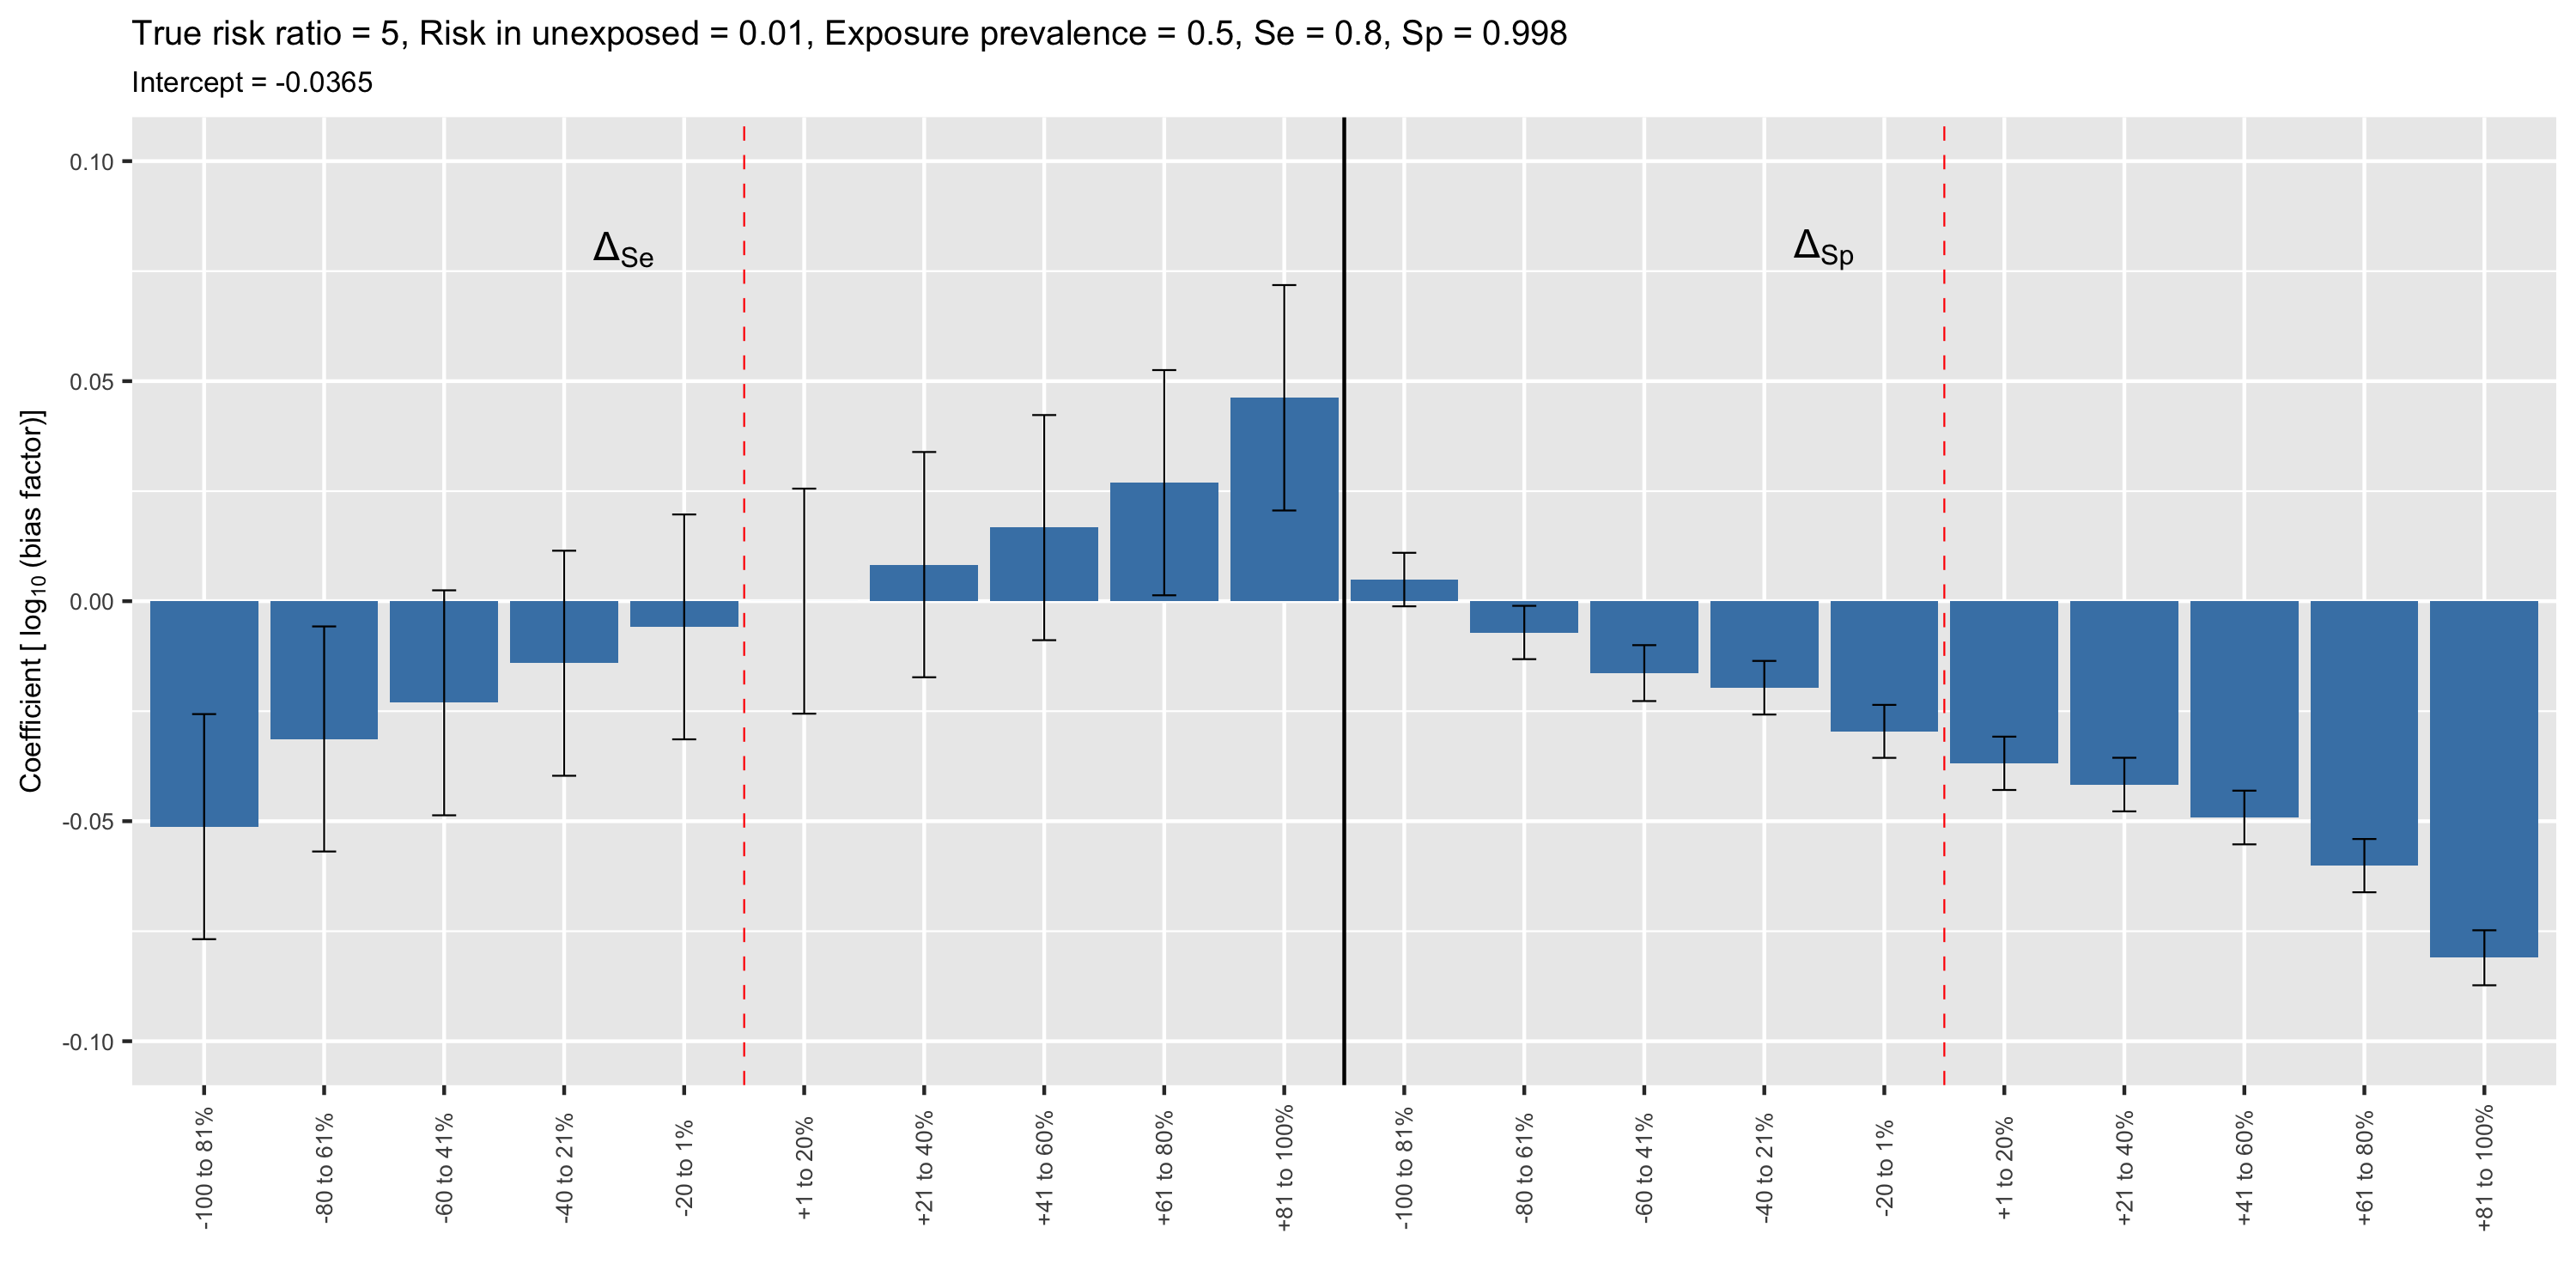 True risk ratio = 5, Risk in unexposed = 0.01, Exposure prevalence = 0.5, Se = 0.8, Sp = 0.998
Intercept = -0.0365
Coefficient [ log10 (bias factor)]
0.10
0.05
0.00
-0.05
-0.10
ΔSe
ΔSp
-100 to 81%
-80 to 61%
-60 to 41%
-40 to 21%
-20 to 1%
+1 to 20%
+21 to 40%
+41 to 60%
+61 to 80%
+81 to 100%
-100 to 81%
-80 to 61%
-60 to 41%
-40 to 21%
-20 to 1%
+1 to 20%
+21 to 40%
+41 to 60%
+61 to 80%
+81 to 100%